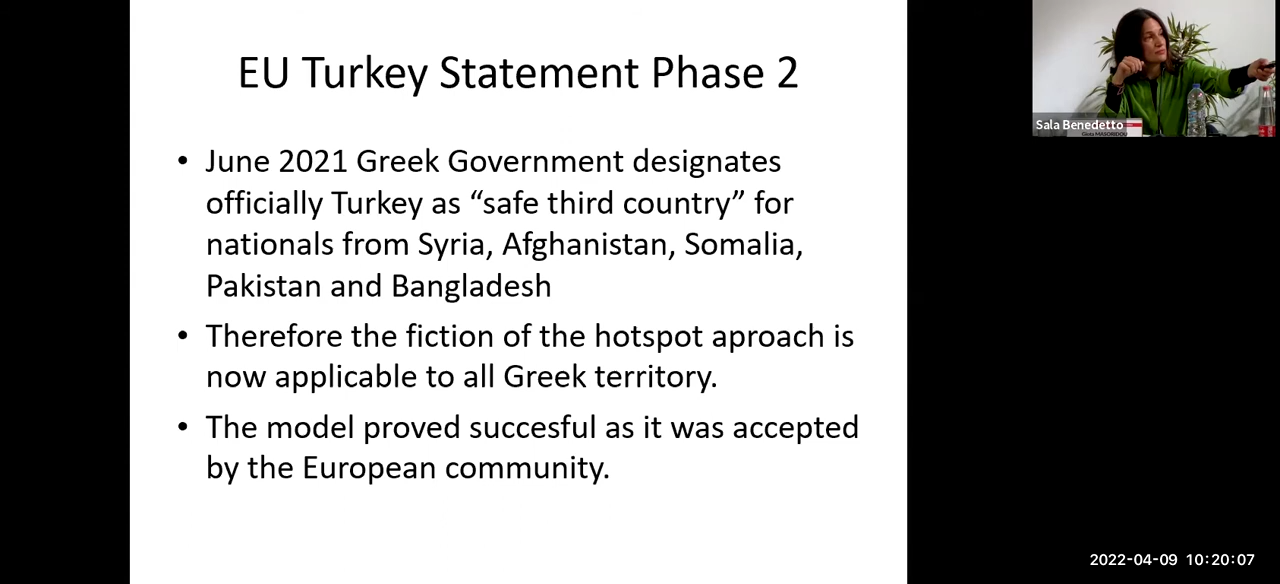 EU Turkey Statement Phase 2
• June 2021 Greek Government designates
officially Turkey as “safe third country” for
nationals from Syria, Afghanistan, Somalia,
Pakistan and Bangladesh
• Therefore the fiction of the hotspot aproach is
now applicable to all Greek territory.
• The model proved succesful as it was accepted
by the European community.
Sala Benedetto
2022-04-09 10:20:07